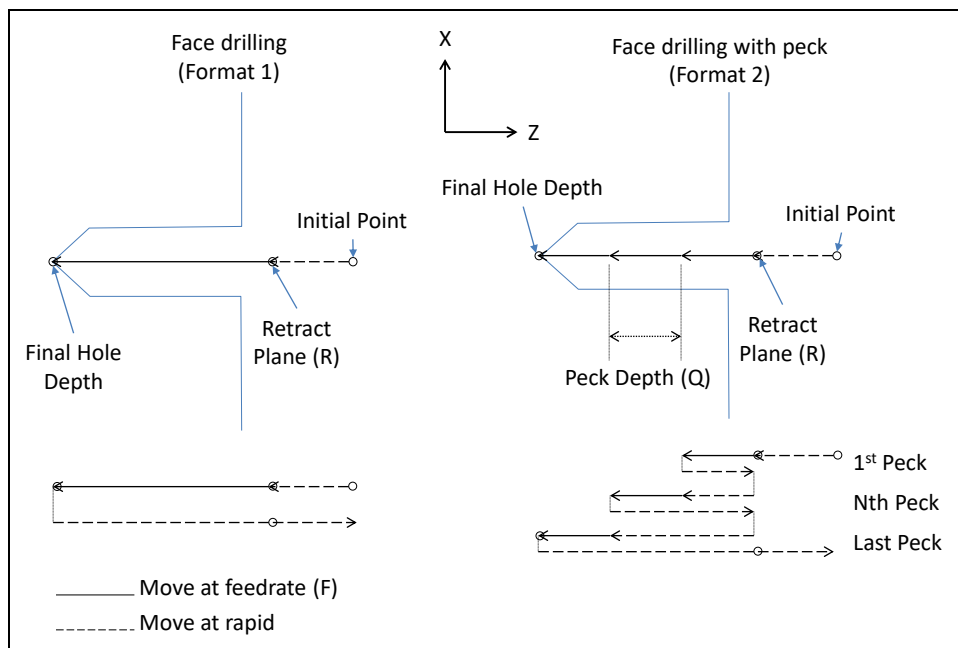 Face drilling
(Format 1)
X
Z
Face drilling with peck
(Format 2)
Final Hole Depth
Initial Point
Initial Point
Retract
Plane (R)
Final Hole
Depth
Retract
Plane (R)
Peck Depth (Q)
1st Peck
Nth Peck
Last Peck
Move at feedrate (F)
Move at rapid